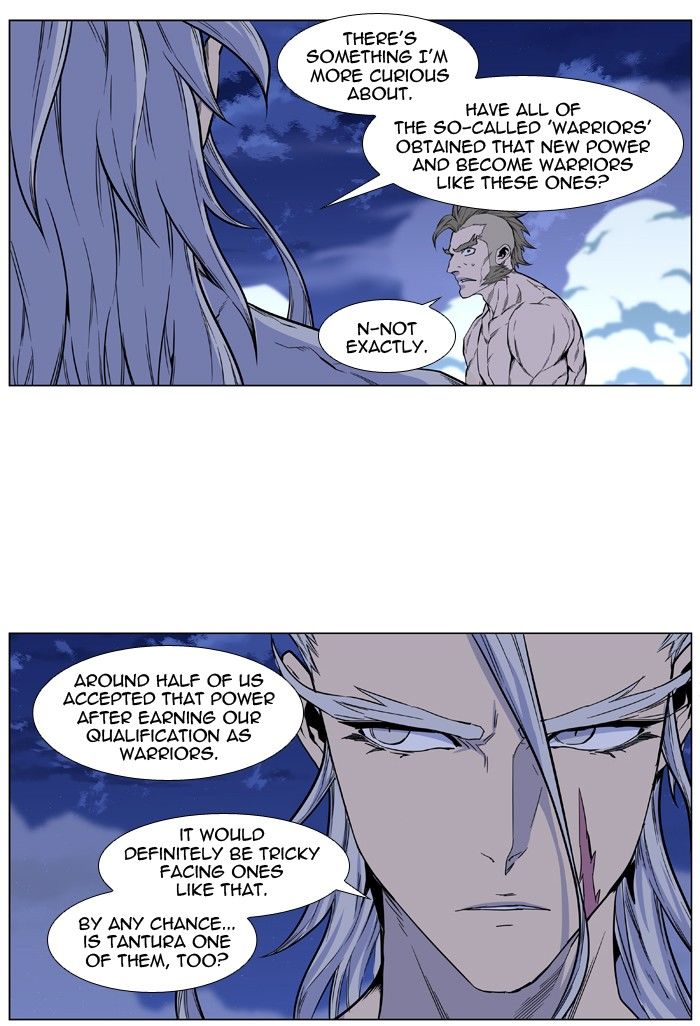 THERE'S
SOMETHING I'M
MORE CURIOUS
ABOUT.
HAVE ALL OF
THE SO-CALLED 'WARRIORS'
OBTAINED THAT NEW POWER
AND BECOME WARRIORS
LIKE THESE ONES?
N-NOT
EXACTLY.
AROUND HALF OF US
ACCEPTED THAT POWER
AFTER EARNING OUR
QUALIFICATION AS
WARRIORS.
IT WOULD
DEFINITELY BE TRICKY
FACING ONES
LIKE THAT.
BY ANY CHANCE...
IS TANTURA ONE
OF THEM, TOO?